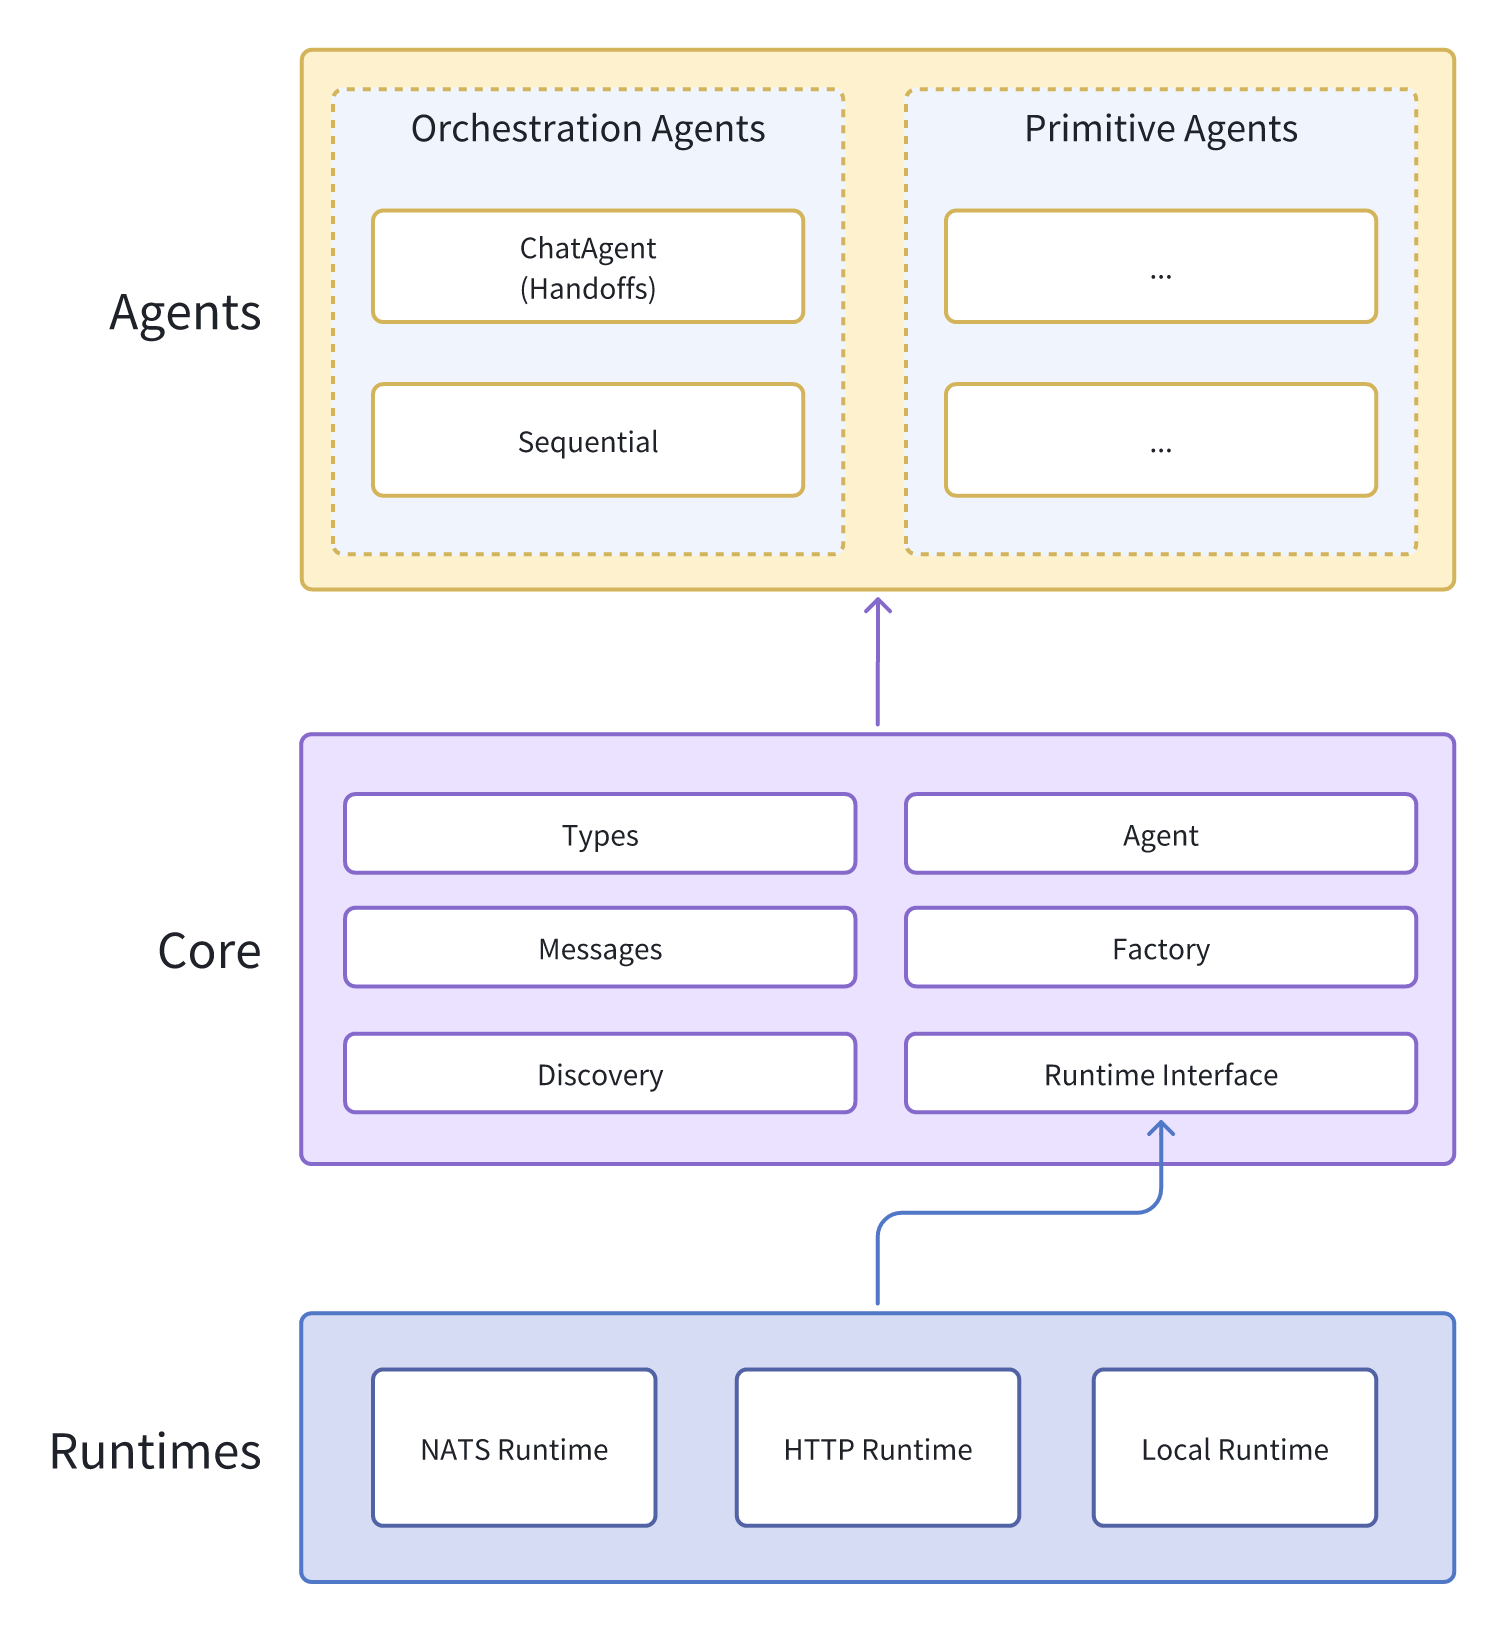 Agents
Orchestration Agents
ChatAgent
(Handoffs)
Sequential
Primitive Agents
...
...
Core
Types
Agent
Messages
Factory
Discovery
Runtime Interface
Runtimes
NATS Runtime
HTTP Runtime
Local Runtime